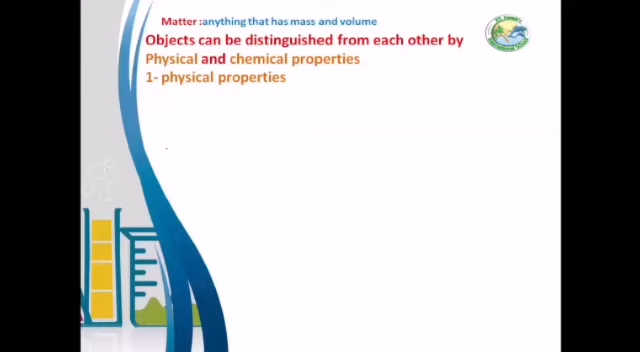 Matter :anything that has mass and volume
Objects can be distinguished from each other by
Physical and chemical properties
1- physical properties